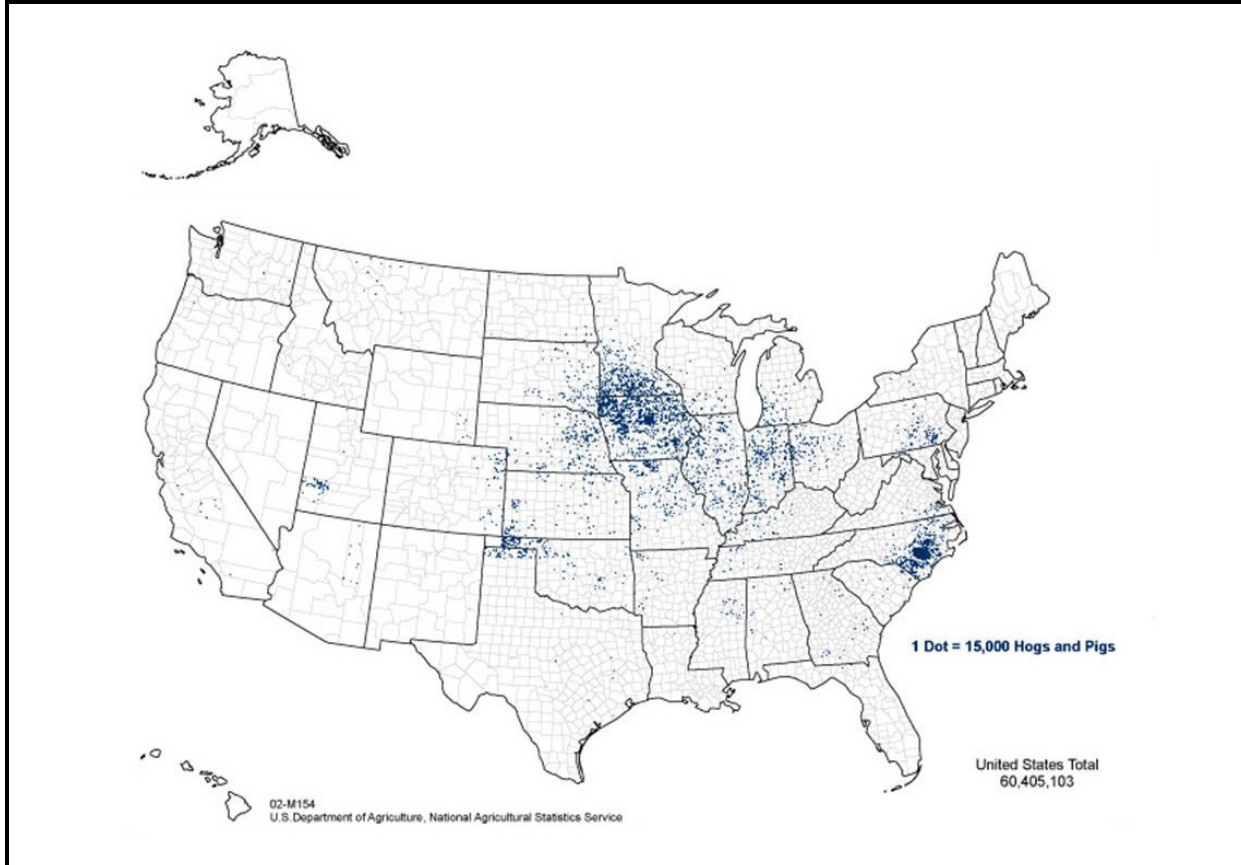 1 Dot = 15,000 Hogs and Pigs
United States Total
60,405,103
02-M154
U.S.Department of Agriculture, National Agricultural Statistics Service